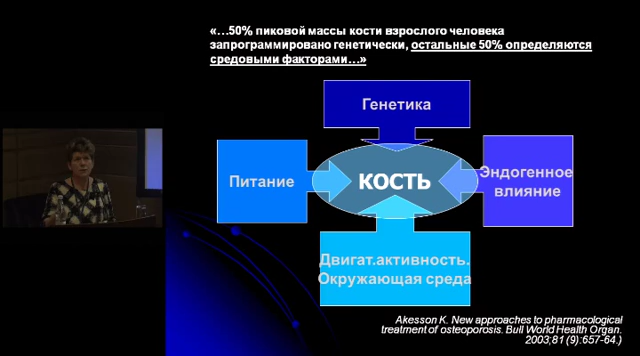 «...50% пиковой массы кости взрослого человека
запрограммировано генетически, остальные 50% определяются
средовыми факторами...»
Генетика
Питание
КОСТЬ
Эндогенное
влияние
Двигат.активность.
Окружающая среда
Akesson K. New approaches to pharmacological
treatment of osteoporosis. Bull World Health Organ.
2003;81 (9):657-64.)